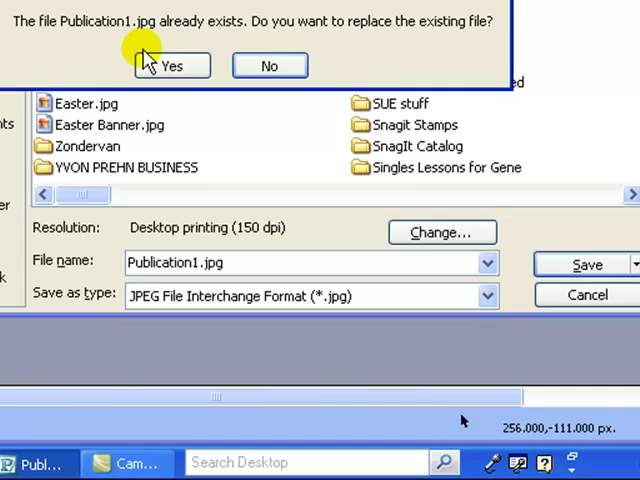 The file Publication1.jpg already exists. Do you want to replace the existing file?
Yes
No
Easter.jpg
SUE stuff
Easter Banner.jpg
Snagit Stamps
Zondervan
SnagIt Catalog
YVON PREHN BUSINESS
Singles Lessons for Gene
Resolution:
Desktop printing (150 dpi)
Change...
File name:
Publication1.jpg
Save
Save as type:
JPEG File Interchange Format (*.jpg)
Cancel
256.000,-111.000 px.
Publ...
Cam...
Search Desktop